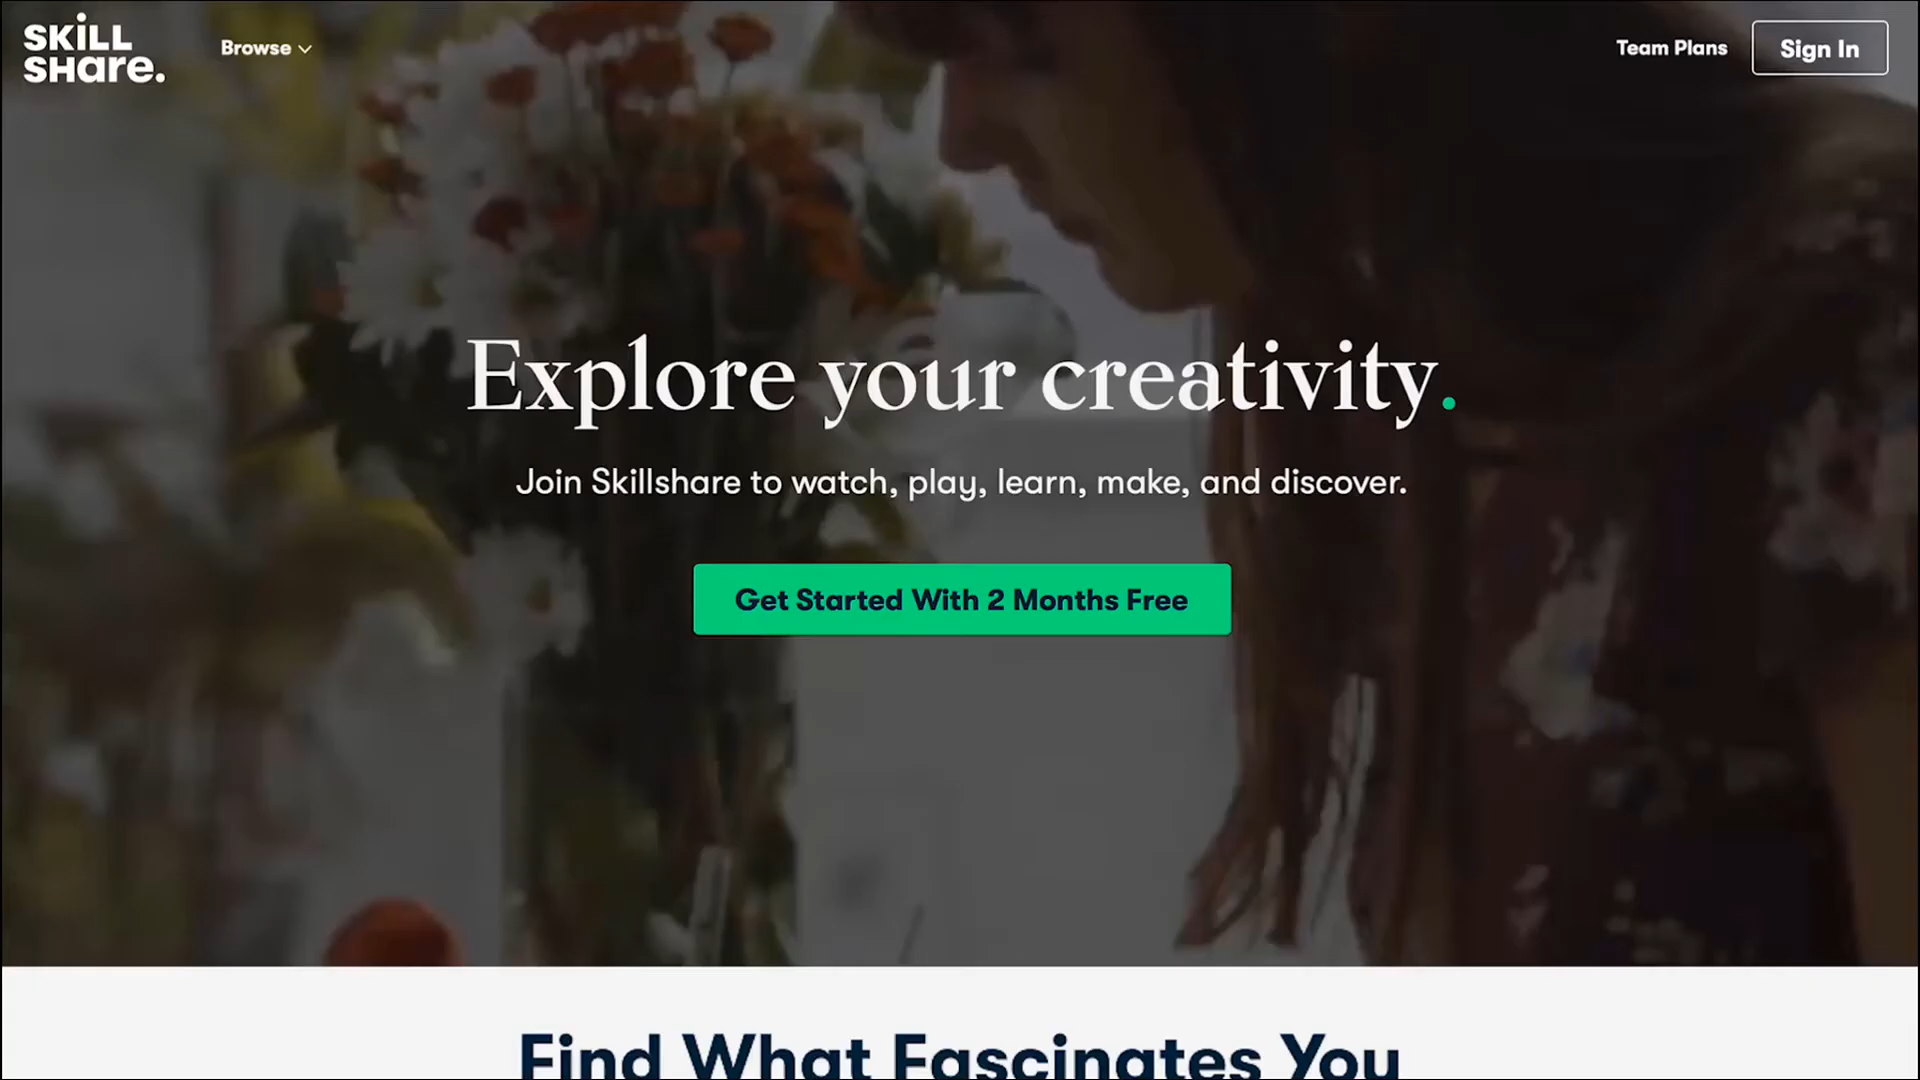 SKILL
SHare.
Browse
Team Plans
Sign In
Explore your creativity.
Join Skillshare to watch, play, learn, make, and discover.
Get Started With 2 Months Free
Find What Fascinates You